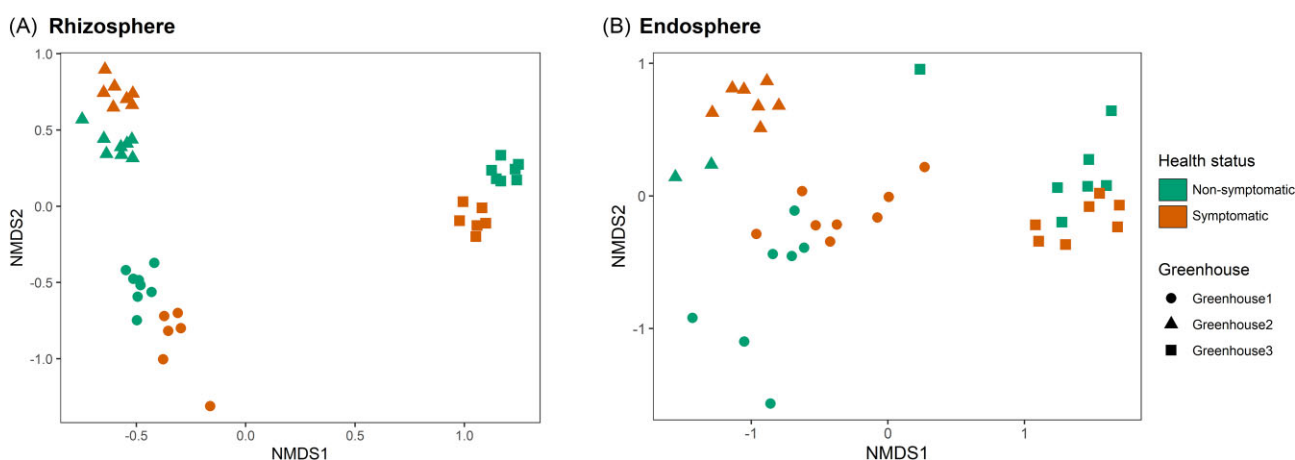 (A) Rhizosphere
1.0
0.5
0.0
-0.5
-1.0
NMDS2
-0.5
0.0
0.5
1.0
NMDS1
(B) Endosphere
1
0
-1
NMDS2
-1
0
1
NMDS1
Health status
Non-symptomatic
Symptomatic
Greenhouse
Greenhouse1
Greenhouse2
Greenhouse3